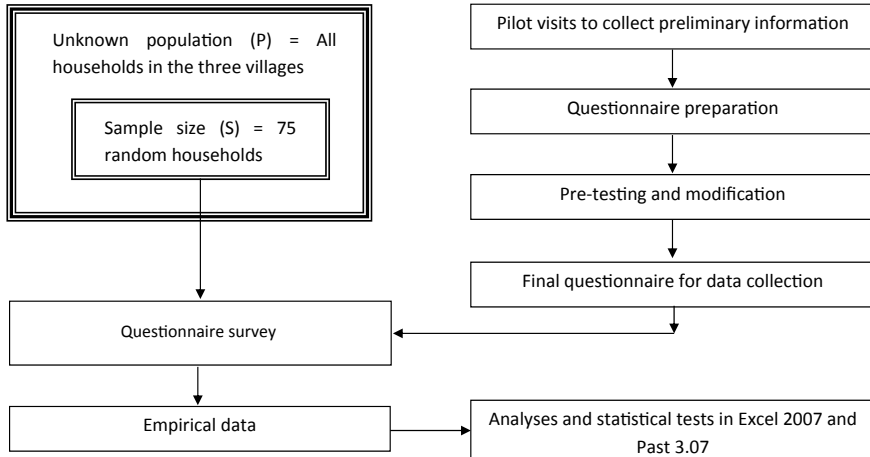 Unknown population (P) = All
households in the three villages
Sample size (S) = 75
random households
Pilot visits to collect preliminary information
Questionnaire preparation
Pre-testing and modification
Final questionnaire for data collection
Questionnaire survey
Empirical data
Analyses and statistical tests in Excel 2007 and
Past 3.07